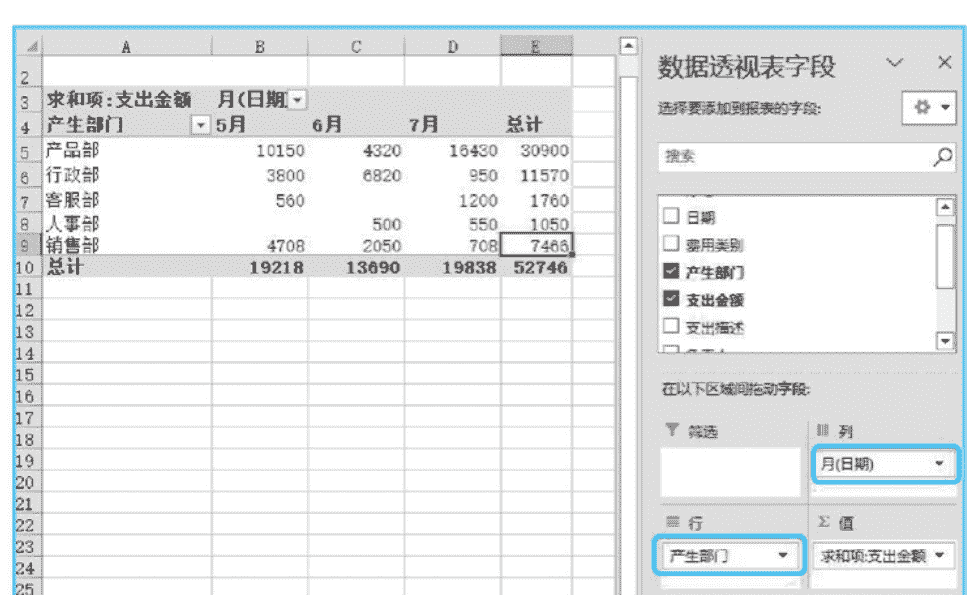 A B C D E
2
3 求和项:支出金额 月(日期)
4 产生部门 5月 6月 7月 总计
5 产品部 10150 4320 16430 30900
6 行政部 3800 6820 950 11570
7 客服部 560 1200 1760
8 人事部 500 550 1050
9 销售部 4708 2050 708 7466
10 总计 19218 13690 19838 52746
11
12
13
14
15
16
17
18
19
20
21
22
23
24
25
数据透视表字段
选择要添加到报表的字段:
搜索
日期
费用类别
产生部门
支出金额
支出描述
在以下区域间拖动字段:
筛选
列
月(日期)
行
Σ 值
产生部门
求和项:支出金额